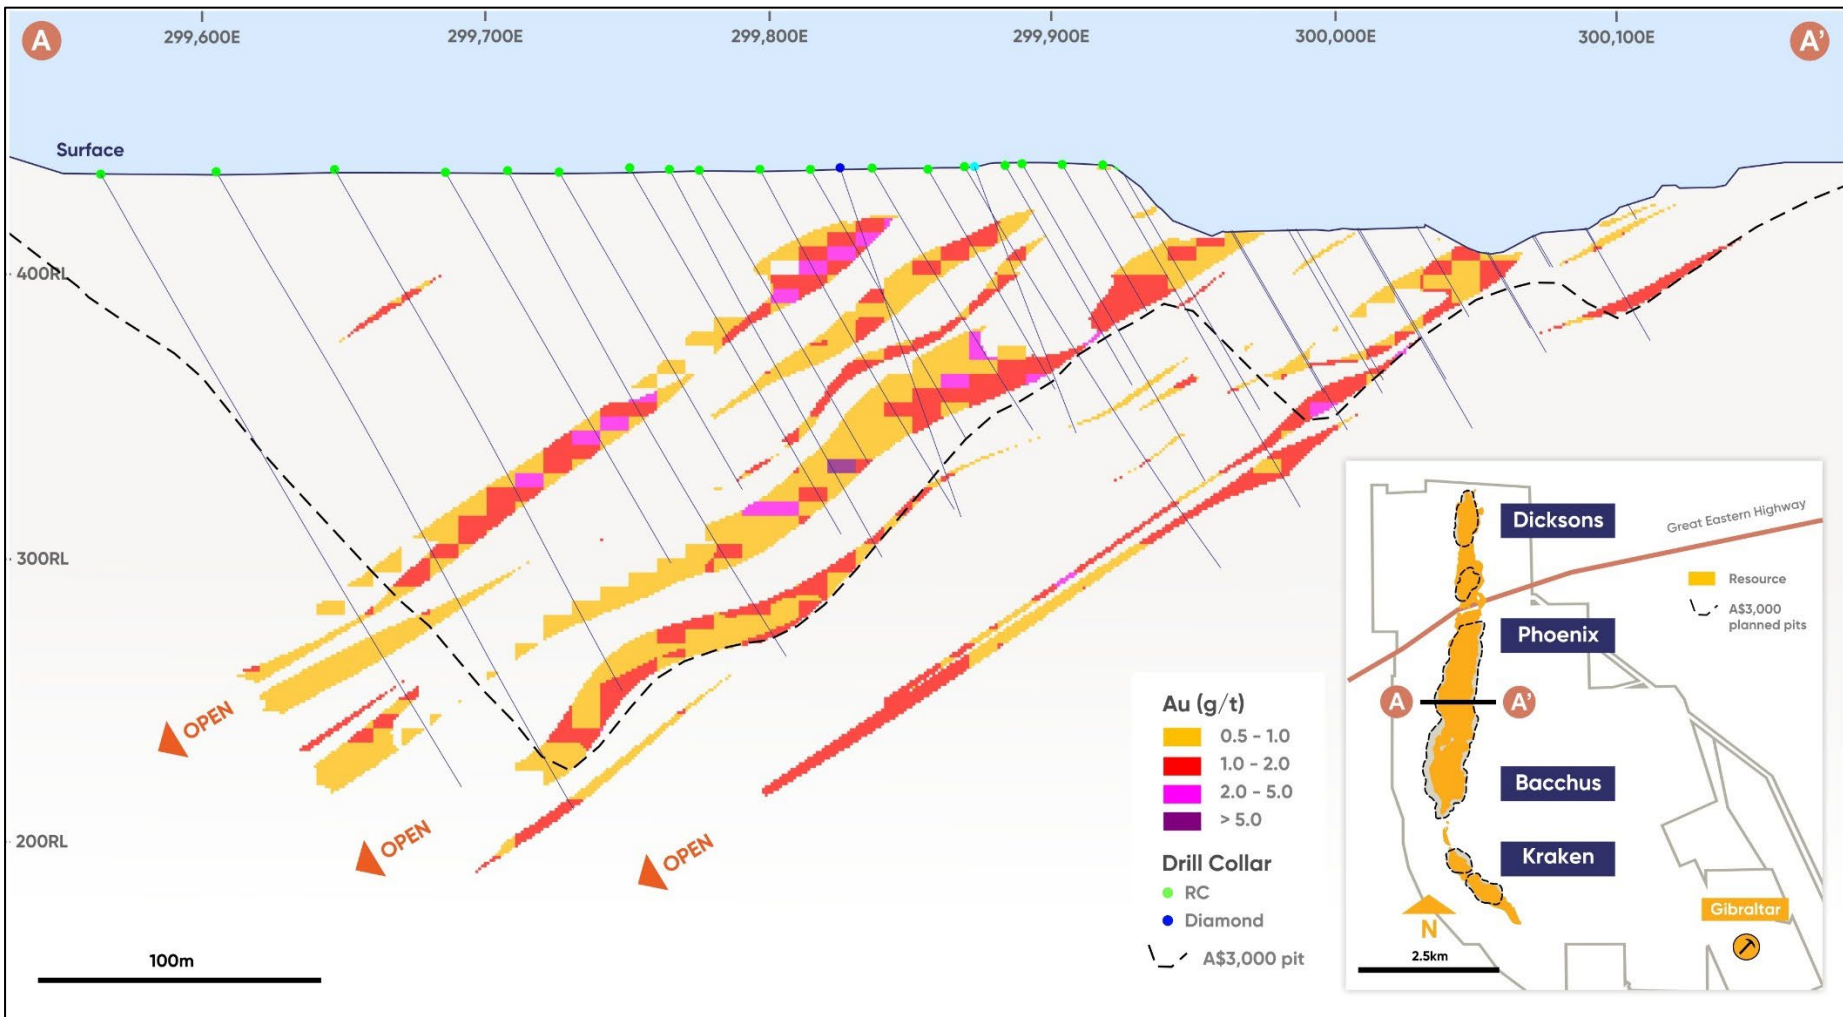 A
299,600E
299,700E
299,800E
299,900E
300,000E
300,100E
A'
Surface
400RL
300RL
200RL
OPEN
OPEN
OPEN
100m
Au (g/t)
0.5 - 1.0
1.0 - 2.0
2.0 - 5.0
> 5.0
Drill Collar
RC
Diamond
A$3,000 pit
Dicksons
Great Eastern Highway
Resource
A$3,000
planned pits
Phoenix
A
A'
Bacchus
Kraken
Gibraltar
N
2.5km